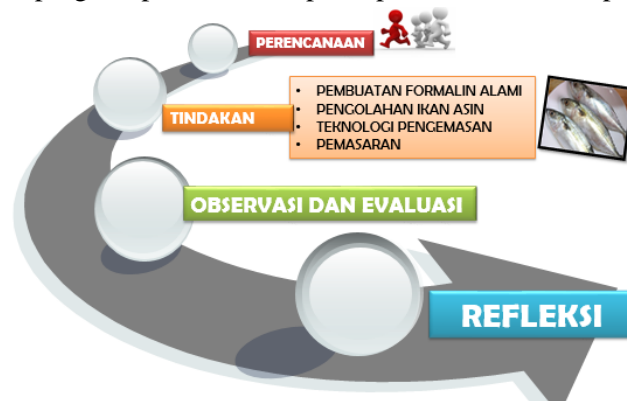 PERENCANAAN
TINDAKAN
• PEMBUATAN FORMALIN ALAMI
• PENGOLAHAN IKAN ASIN
• TEKNOLOGI PENGEMASAN
• PEMASARAN
OBSERVASI DAN EVALUASI
REFLEKSI